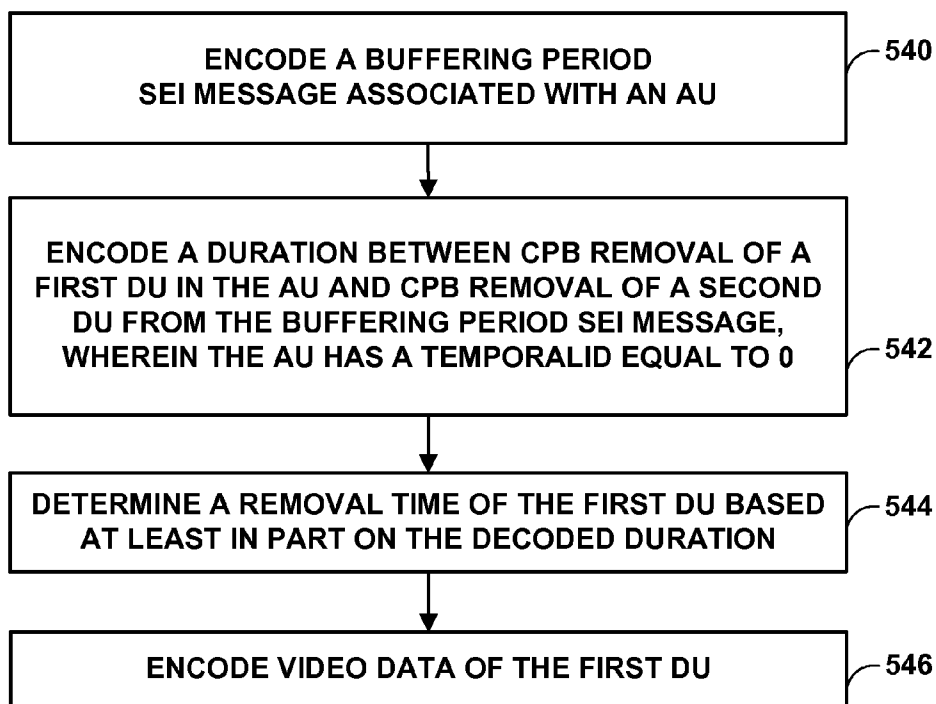 ENCODE A BUFFERING PERIOD
SEI MESSAGE ASSOCIATED WITH AN AU
540
ENCODE A DURATION BETWEEN CPB REMOVAL OF A
FIRST DU IN THE AU AND CPB REMOVAL OF A SECOND
DU FROM THE BUFFERING PERIOD SEI MESSAGE,
WHEREIN THE AU HAS A TEMPORALID EQUAL TO 0
542
DETERMINE A REMOVAL TIME OF THE FIRST DU BASED
AT LEAST IN PART ON THE DECODED DURATION
544
ENCODE VIDEO DATA OF THE FIRST DU
546